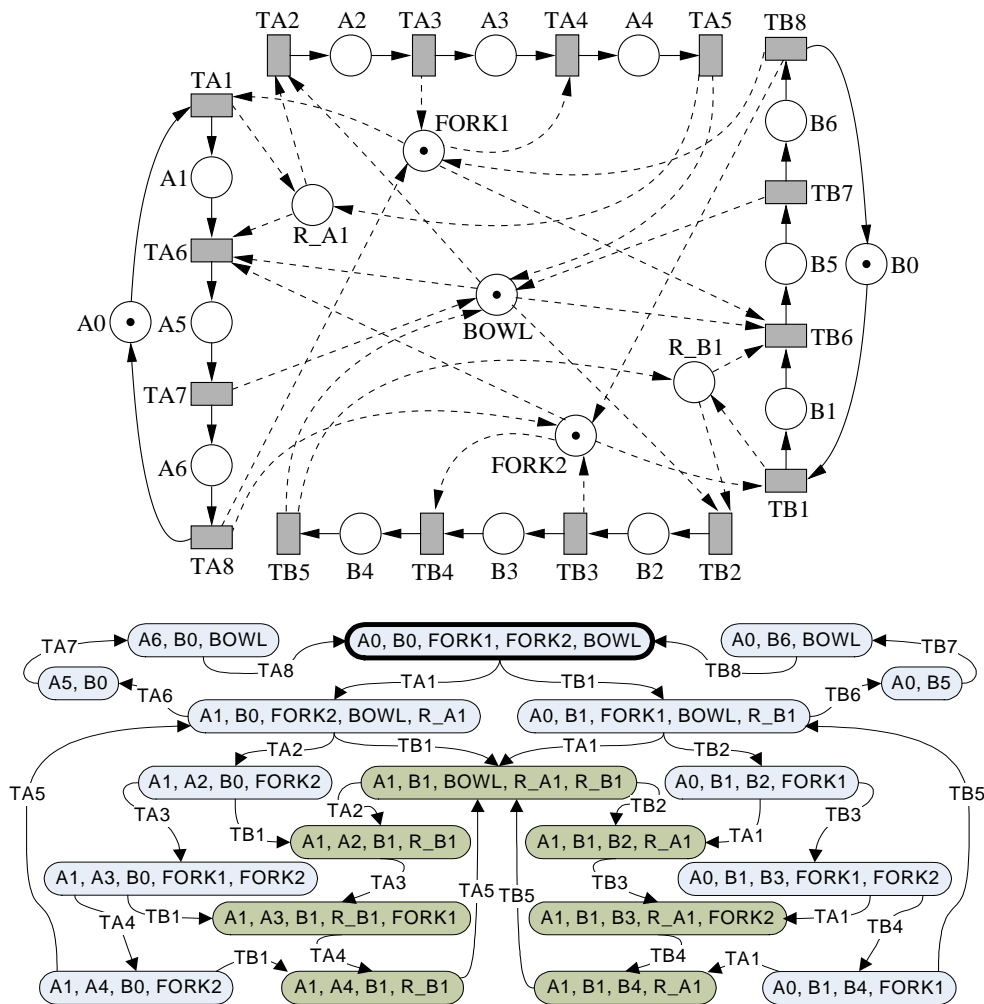 TA2 A2 TA3 A3 TA4 A4 TA5 TB8
TA1
FORK1
B6
A1
TB7
R_A1
TA6
B5 B0
A0 A5
BOWL
R_B1
TB6
TA7
B1
A6
FORK2
TB1
TA8 TB5 B4 TB4 B3 TB3 B2 TB2
TA7 A6, B0, BOWL A0, B0, FORK1, FORK2, BOWL A0, B6, BOWL TB7
TA8 TB8
A5, B0 TA6 TA1 TB1 TB6 A0, B5
A1, B0, FORK2, BOWL, R_A1 A0, B1, FORK1, BOWL, R_B1
TA2 TB1 TA1 TB2
TA5 A1, A2, B0, FORK2 A1, B1, BOWL, R_A1, R_B1 A0, B1, B2, FORK1 TB5
TA3 TB1 TA2 TB2 TA1 TB3
A1, A2, B1, R_B1 A1, B1, B2, R_A1
A1, A3, B0, FORK1, FORK2 TA3 TA5 TB5 TB3 A0, B1, B3, FORK1, FORK2
TA4 TB1 A1, A3, B1, R_B1, FORK1 A1, B1, B3, R_A1, FORK2 TA1 TB4
TB1 TA4 TB4 TA1
A1, A4, B0, FORK2 A1, A4, B1, R_B1 A1, B1, B4, R_A1 A0, B1, B4, FORK1